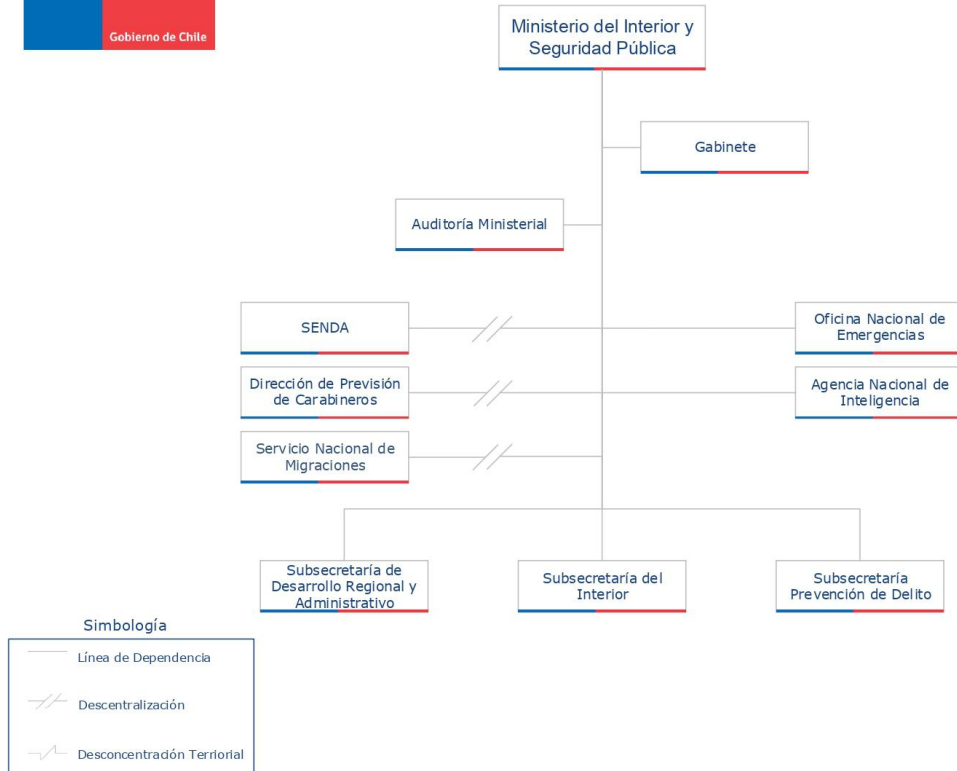 Gobierno de Chile
Ministerio del Interior y
Seguridad Pública
Gabinete
Auditoría Ministerial
SENDA
Oficina Nacional de
Emergencias
Dirección de Previsión
de Carabineros
Agencia Nacional de
Inteligencia
Servicio Nacional de
Migraciones
Subsecretaría de
Desarrollo Regional y
Administrativo
Subsecretaría del
Interior
Subsecretaría
Prevención de Delito
Simbología
Línea de Dependencia
Descentralización
Desconcentración Terriorial